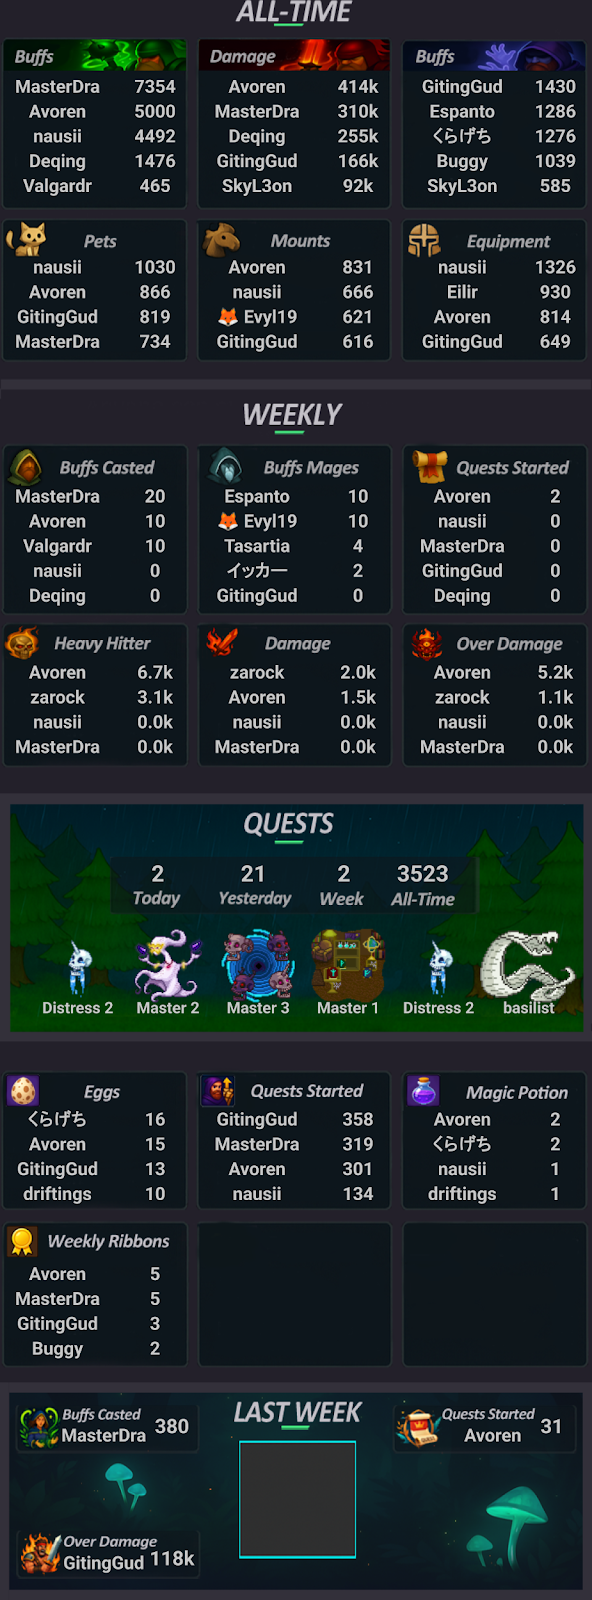 ALL-TIME
Buffs
MasterDra 7354
Avoren 5000
nausii 4492
Deqing 1476
Valgardr 465
Damage
Avoren 414k
MasterDra 310k
Deqing 255k
GitingGud 166k
SkyL3on 92k
Buffs
GitingGud 1430
Espanto 1286
くらげち 1276
Buggy 1039
SkyL3on 585
Pets
nausii 1030
Avoren 866
GitingGud 819
MasterDra 734
Mounts
Avoren 831
nausii 666
🦊 Evyl19 621
GitingGud 616
Equipment
nausii 1326
Eilir 930
Avoren 814
GitingGud 649
WEEKLY
Buffs Casted
MasterDra 20
Avoren 10
Valgardr 10
nausii 0
Deqing 0
Buffs Mages
Espanto 10
🦊 Evyl19 10
Tasartia 4
イッカー 2
GitingGud 0
Quests Started
Avoren 2
nausii 0
MasterDra 0
GitingGud 0
Deqing 0
Heavy Hitter
Avoren 6.7k
zarock 3.1k
nausii 0.0k
MasterDra 0.0k
Damage
zarock 2.0k
Avoren 1.5k
nausii 0.0k
MasterDra 0.0k
Over Damage
Avoren 5.2k
zarock 1.1k
nausii 0.0k
MasterDra 0.0k
QUESTS
2 21 2 3523
Today Yesterday Week All-Time
Distress 2 Master 2 Master 3 Master 1 Distress 2 basilist
Eggs
くらげち 16
Avoren 15
GitingGud 13
driftings 10
Quests Started
GitingGud 358
MasterDra 319
Avoren 301
nausii 134
Magic Potion
Avoren 2
くらげち 2
nausii 1
driftings 1
Weekly Ribbons
Avoren 5
MasterDra 5
GitingGud 3
Buggy 2
LAST WEEK
Buffs Casted
MasterDra 380
Quests Started
Avoren 31
Over Damage
GitingGud 118k